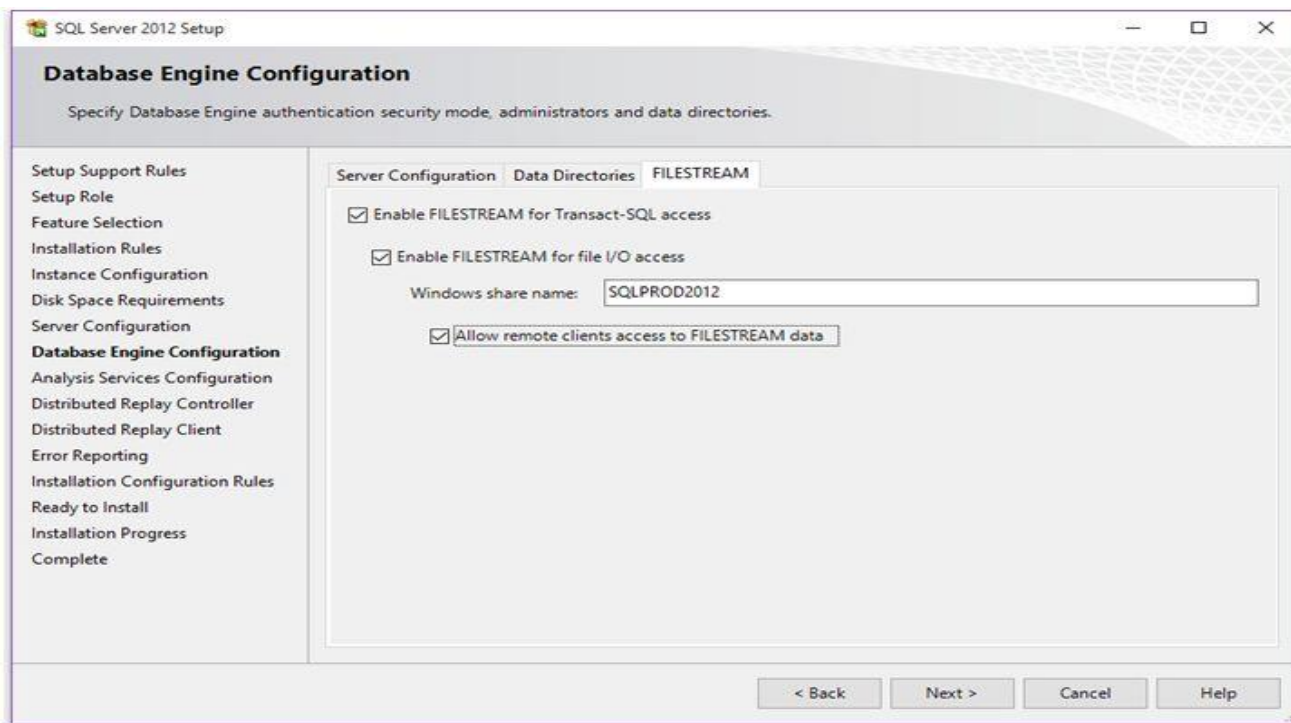 SQL Server 2012 Setup
Database Engine Configuration
Specify Database Engine authentication security mode, administrators and data directories.
Setup Support Rules
Setup Role
Feature Selection
Installation Rules
Instance Configuration
Disk Space Requirements
Server Configuration
Database Engine Configuration
Analysis Services Configuration
Distributed Replay Controller
Distributed Replay Client
Error Reporting
Installation Configuration Rules
Ready to Install
Installation Progress
Complete
Server Configuration Data Directories FILESTREAM
Enable FILESTREAM for Transact-SQL access
Enable FILESTREAM for file I/O access
Windows share name: SQLPROD2012
Allow remote clients access to FILESTREAM data
< Back Next > Cancel Help